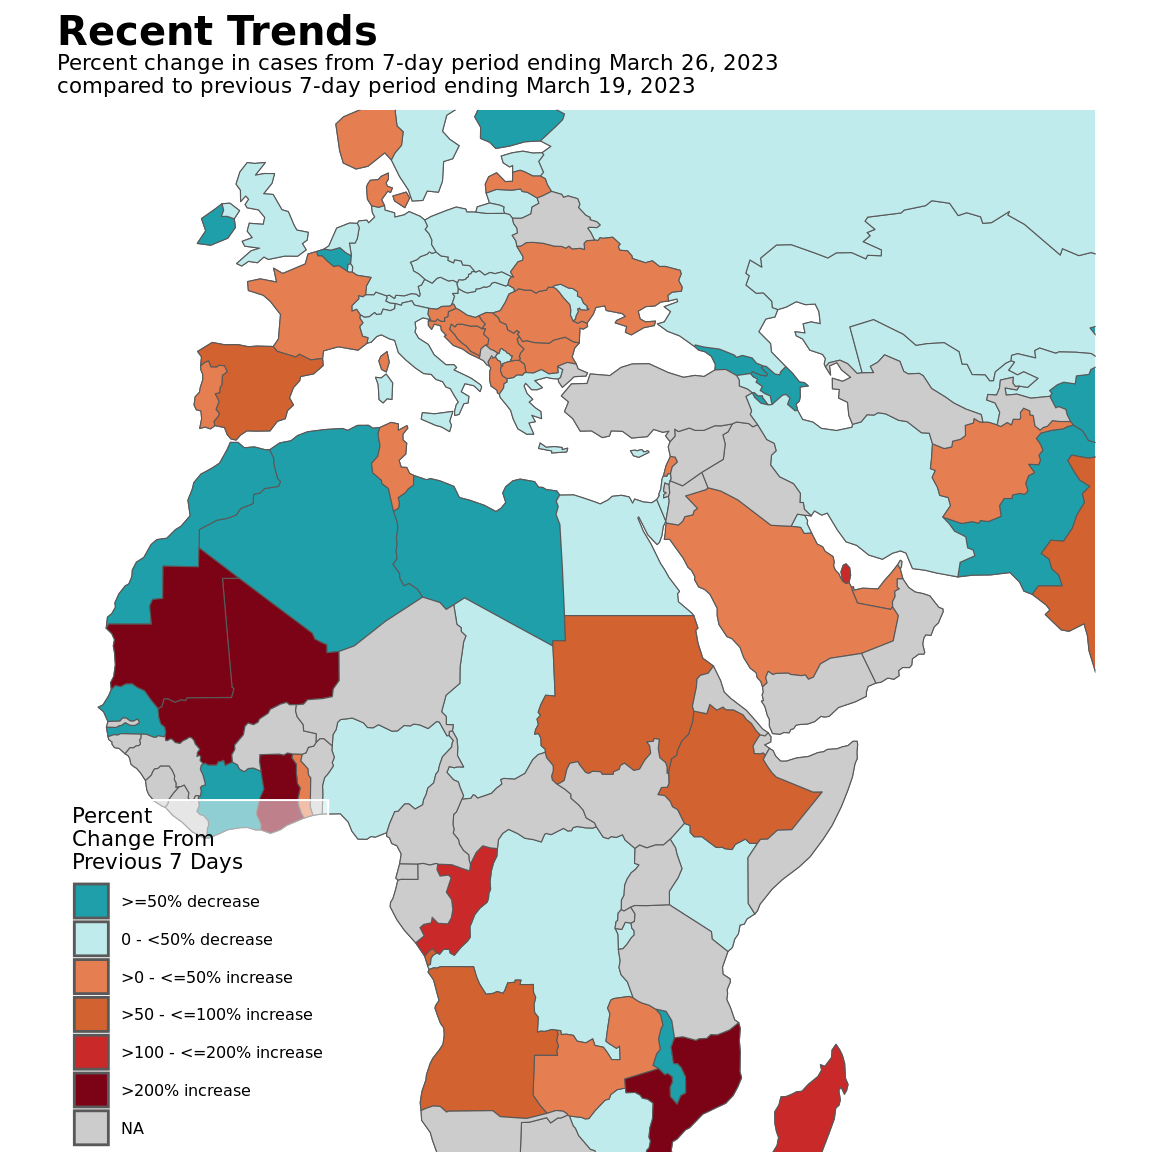 Recent Trends
Percent change in cases from 7-day period ending March 26, 2023
compared to previous 7-day period ending March 19, 2023
Percent
Change From
Previous 7 Days
>=50% decrease
0 - <50% decrease
>0 - <=50% increase
>50 - <=100% increase
>100 - <=200% increase
>200% increase
NA